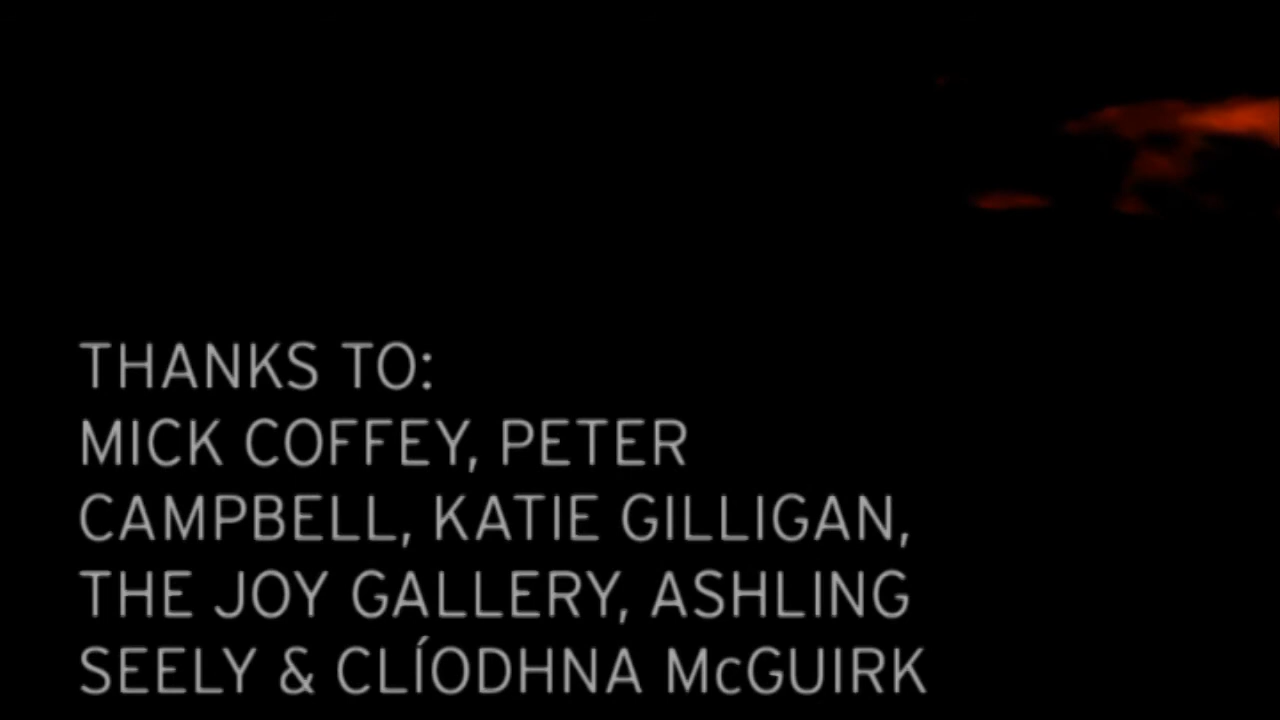 THANKS TO:
MICK COFFEY, PETER
CAMPBELL, KATIE GILLIGAN,
THE JOY GALLERY, ASHLING
SEELY & CLÍODHNA McGUIRK